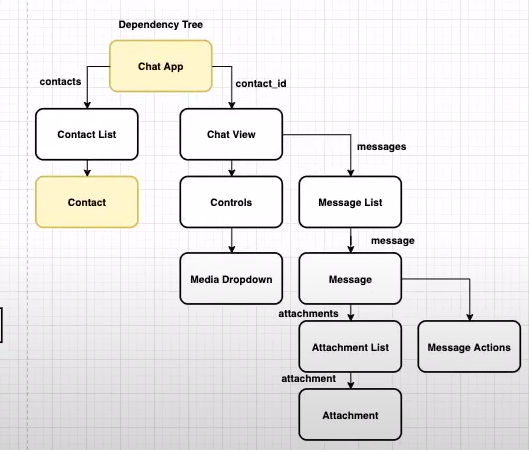 Dependency Tree
Chat App
contacts
contact_id
Contact List
Chat View
messages
Contact
Controls
Message List
message
Media Dropdown
Message
attachments
Attachment List
Message Actions
attachment
Attachment